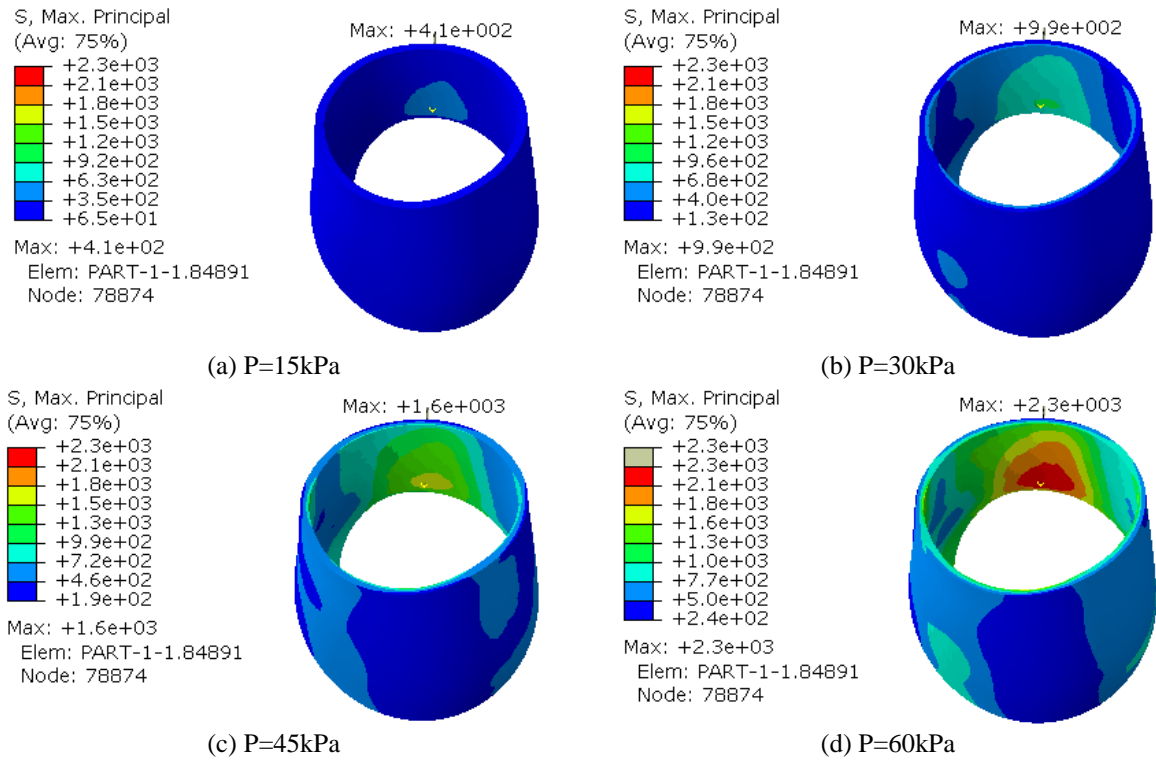 S, Max. Principal
(Avg: 75%)
+2.3e+03
+2.1e+03
+1.8e+03
+1.5e+03
+1.2e+03
+9.2e+02
+6.3e+02
+3.5e+02
+6.5e+01
Max: +4.1e+02
Elem: PART-1-1.84891
Node: 78874
Max: +4.1e+002
(a) P=15kPa
S, Max. Principal
(Avg: 75%)
+2.3e+03
+2.1e+03
+1.8e+03
+1.5e+03
+1.2e+03
+9.6e+02
+6.8e+02
+4.0e+02
+1.3e+02
Max: +9.9e+02
Elem: PART-1-1.84891
Node: 78874
Max: +9.9e+002
(b) P=30kPa
S, Max. Principal
(Avg: 75%)
+2.3e+03
+2.1e+03
+1.8e+03
+1.5e+03
+1.3e+03
+9.9e+02
+7.2e+02
+4.6e+02
+1.9e+02
Max: +1.6e+03
Elem: PART-1-1.84891
Node: 78874
Max: +1.6e+003
(c) P=45kPa
S, Max. Principal
(Avg: 75%)
+2.3e+03
+2.3e+03
+2.1e+03
+1.8e+03
+1.6e+03
+1.3e+03
+1.0e+03
+7.7e+02
+5.0e+02
+2.4e+02
Max: +2.3e+03
Elem: PART-1-1.84891
Node: 78874
Max: +2.3e+003
(d) P=60kPa